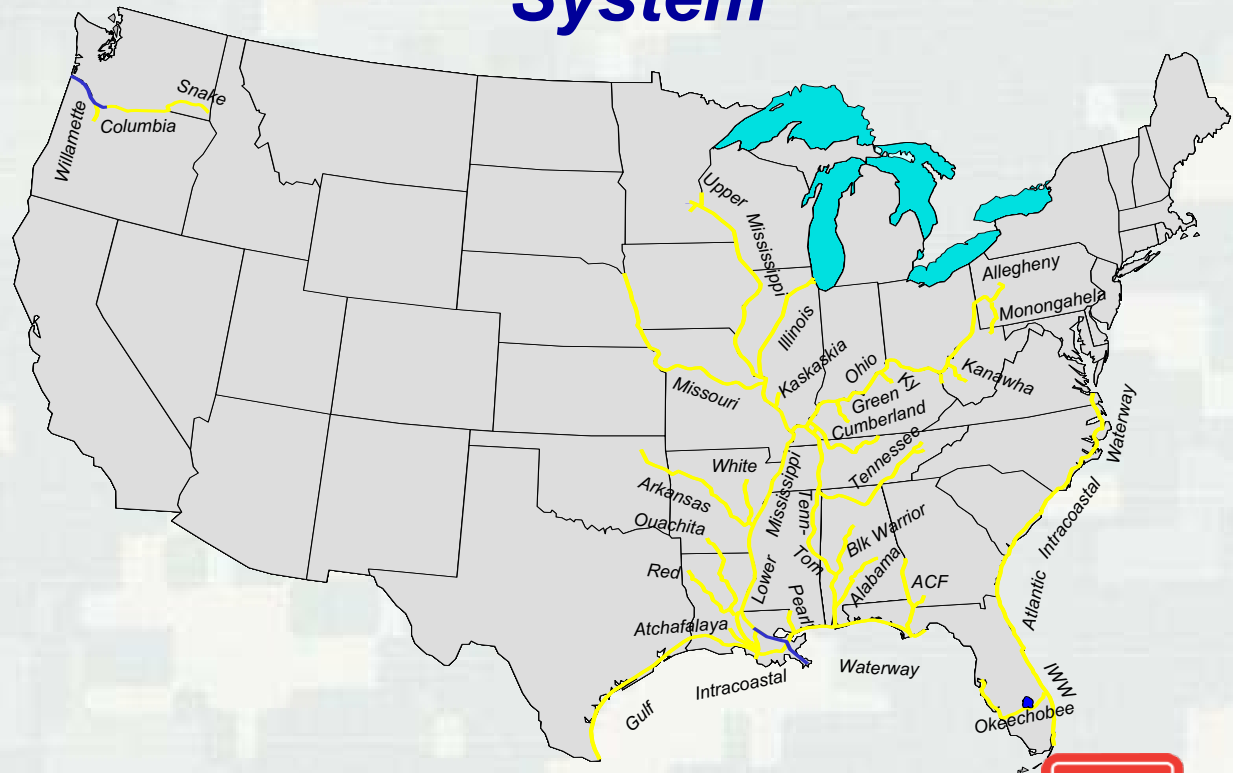 System
Snake
Columbia
Willamette
Upper
Mississippi
Illinois
Allegheny
Monongahela
Kaskaskia
Ohio
Ky
Kanawha
Missouri
Green
Cumberland
Tennessee
White
Arkansas
Ouachita
Mississippi
Lower
Tenn-
Tom
Blk Warrior
Alabama
Red
Pearl
ACF
Atchafalaya
Gulf
Intracoastal
Waterway
Atlantic
Intracoastal
Waterway
IWW
Okeechobee